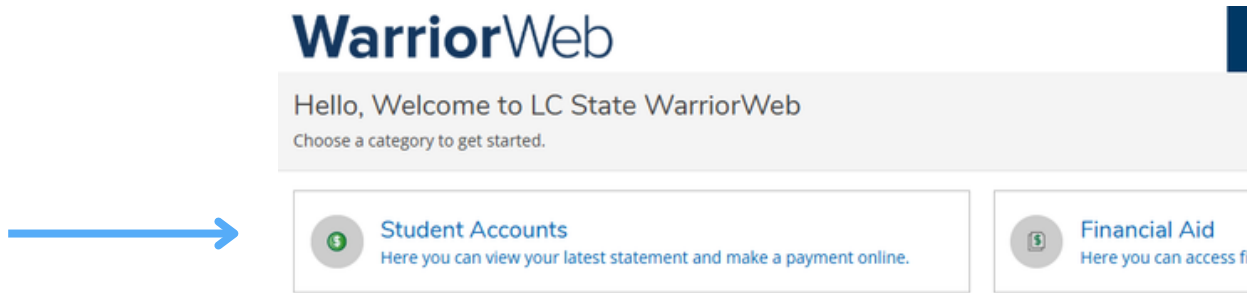 WarriorWeb
Hello, Welcome to LC State WarriorWeb
Choose a category to get started.
Student Accounts
Here you can view your latest statement and make a payment online.
Financial Aid
Here you can access